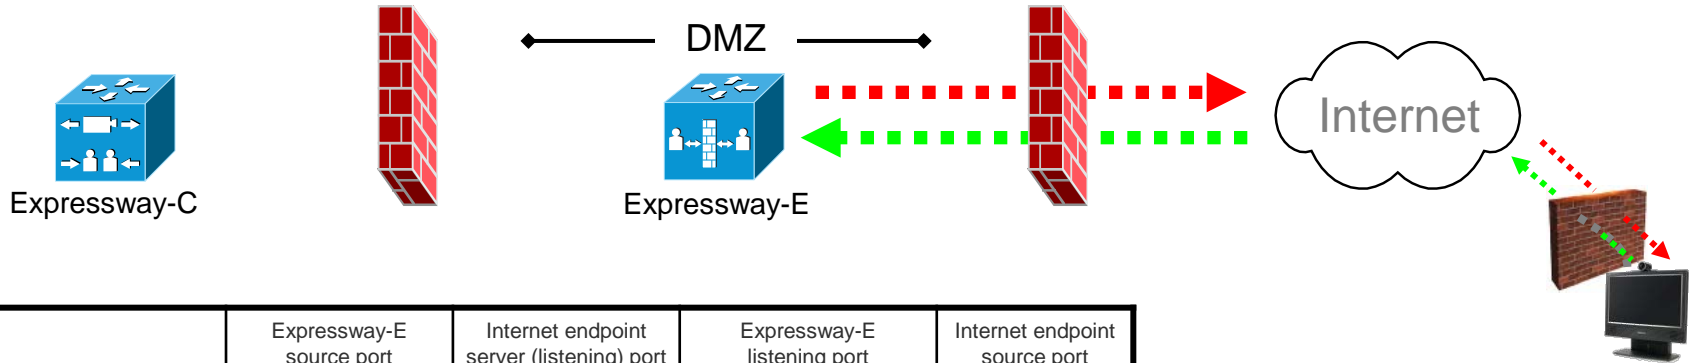 DMZ
Internet
Expressway-C
Expressway-E
Expressway-E
source port
Internet endpoint
server (listening) port
Expressway-E
listening port
Internet endpoint
source port